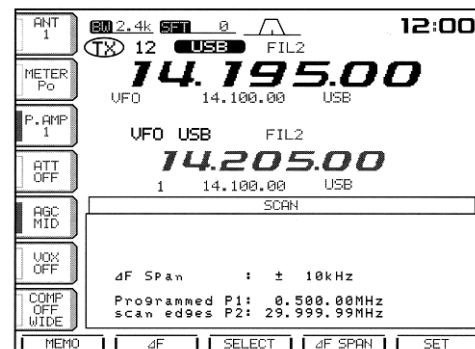 ANT
1
BW 2.4k SFT 0
12:00
TX 12 USB FIL2
METER
Po
14.195.00
VFO 14.100.00 USB
P.AMP
1
VFO USB FIL2
ATT
OFF
14.205.00
1 14.100.00 USB
AGC
MID
SCAN
VOX
OFF
⊿F SPan : ± 10kHz
COMP
OFF
WIDE
Programmed P1: 0.500.00MHz
scan edges P2: 29.999.99MHz
MEMO ⊿F SELECT ⊿F SPAN SET